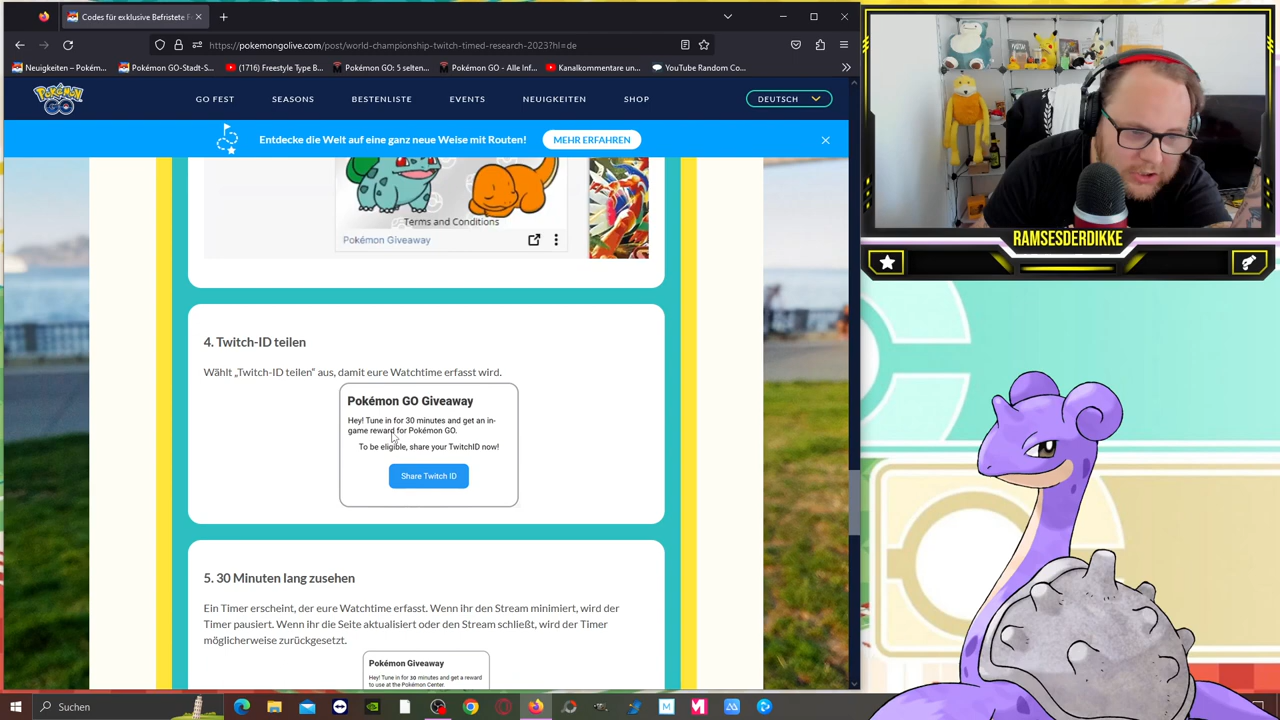 Codes für exklusive Befristete F
https://pokemongolive.com/post/world-championship-twitch-timed-research-2023?hl=de
Neuigkeiten – Pokém...
Pokémon GO-Stadt-S...
(1716) Freestyle Type B...
Pokémon GO: 5 selten...
Pokémon GO - Alle Inf...
Kanalkommentare un...
YouTube Random Co...
Pokémon GO
GO FEST
SEASONS
BESTENLISTE
EVENTS
NEUIGKEITEN
SHOP
DEUTSCH
Entdecke die Welt auf eine ganz neue Weise mit Routen!
MEHR ERFAHREN
Terms and Conditions
Pokémon Giveaway
4. Twitch-ID teilen
Wählt „Twitch-ID teilen“ aus, damit eure Watchtime erfasst wird.
Pokémon GO Giveaway
Hey! Tune in for 30 minutes and get an in-
game reward for Pokémon GO.
To be eligible, share your TwitchID now!
Share Twitch ID
5. 30 Minuten lang zusehen
Ein Timer erscheint, der eure Watchtime erfasst. Wenn ihr den Stream minimiert, wird der
Timer pausiert. Wenn ihr die Seite aktualisiert oder den Stream schließt, wird der Timer
möglicherweise zurückgesetzt.
Pokémon Giveaway
Hey! Tune in for 30 minutes and get a reward
to use at the Pokémon Center.
RAMSESDERDIKKE
Suchen